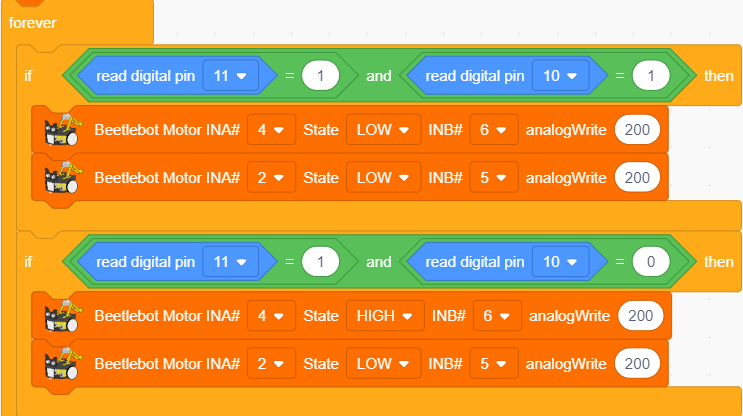 forever
if read digital pin 11 = 1 and read digital pin 10 = 1 then
Beetlebot Motor INA# 4 State LOW INB# 6 analogWrite 200
Beetlebot Motor INA# 2 State LOW INB# 5 analogWrite 200
if read digital pin 11 = 1 and read digital pin 10 = 0 then
Beetlebot Motor INA# 4 State HIGH INB# 6 analogWrite 200
Beetlebot Motor INA# 2 State LOW INB# 5 analogWrite 200